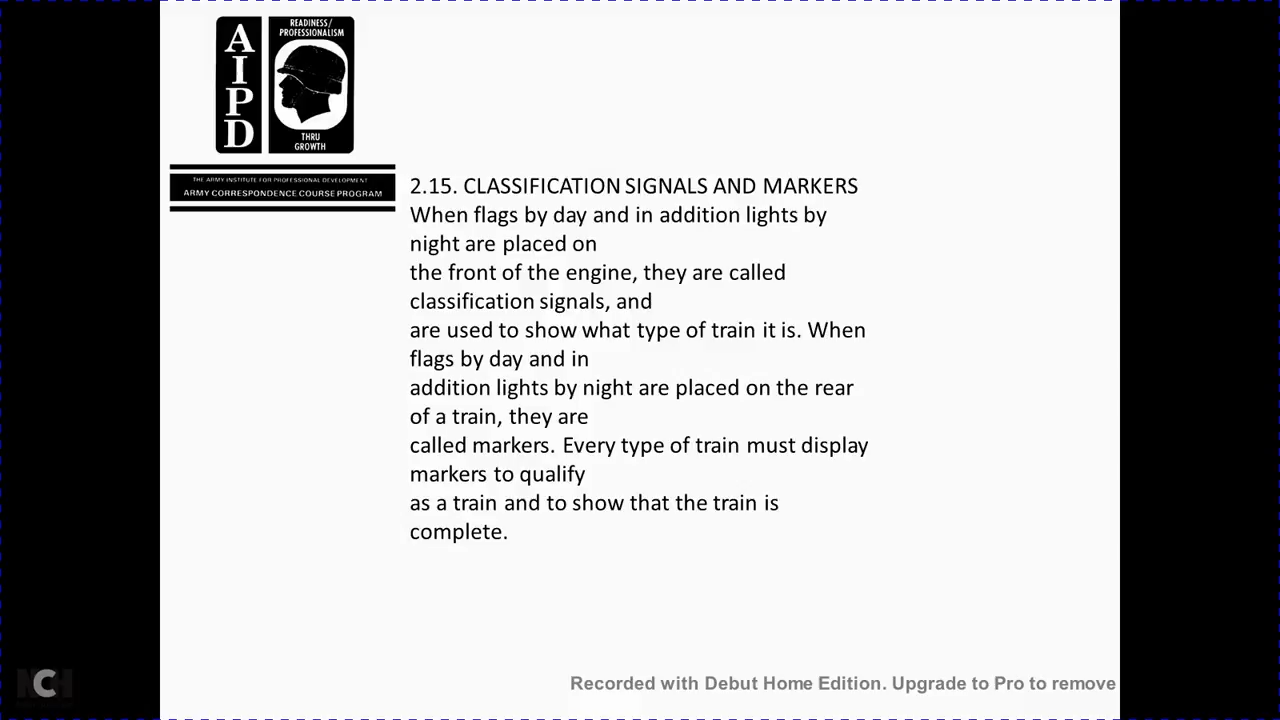 A
I
P
D
READINESS/
PROFESSIONALISM
THRU
GROWTH
THE ARMY INSTITUTE FOR PROFESSIONAL DEVELOPMENT
ARMY CORRESPONDENCE COURSE PROGRAM
2.15. CLASSIFICATION SIGNALS AND MARKERS
When flags by day and in addition lights by
night are placed on
the front of the engine, they are called
classification signals, and
are used to show what type of train it is. When
flags by day and in
addition lights by night are placed on the rear
of a train, they are
called markers. Every type of train must display
markers to qualify
as a train and to show that the train is
complete.
NCH
Recorded with Debut Home Edition. Upgrade to Pro to remove